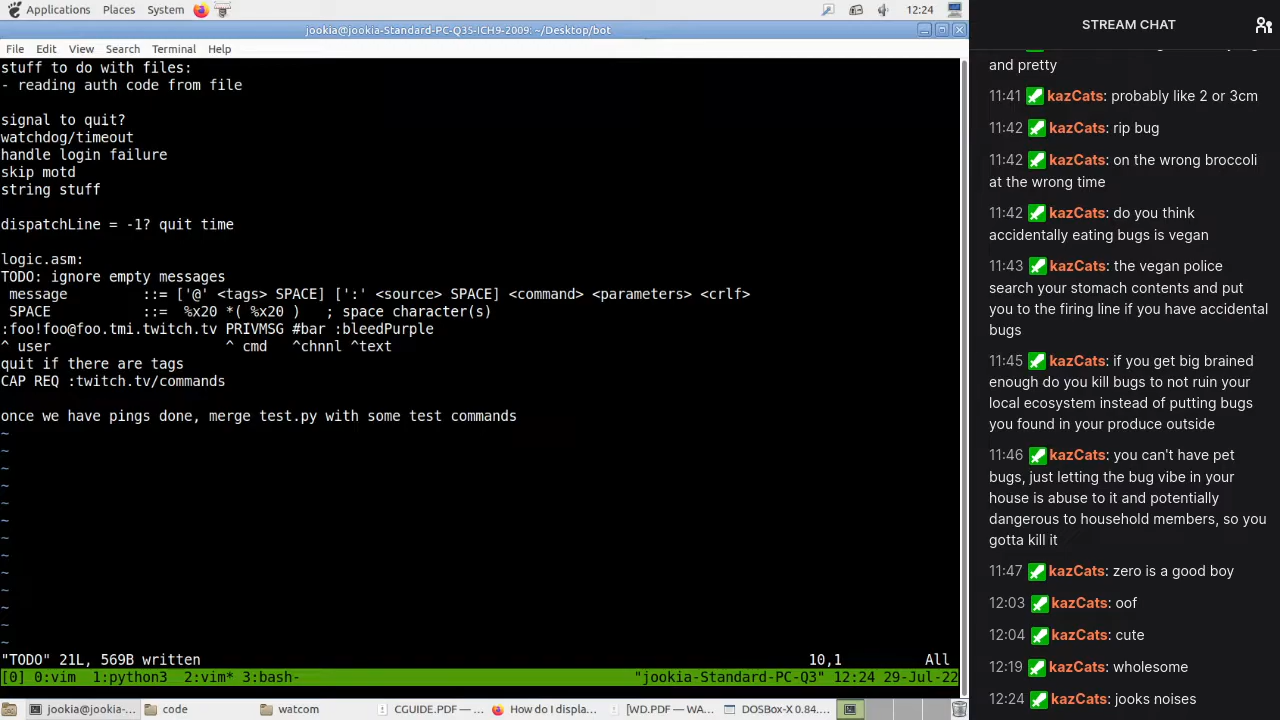 Applications Places System 12:24
jookia@jookia-Standard-PC-Q35-ICH9-2009: ~/Desktop/bot
File Edit View Search Terminal Help
stuff to do with files:
- reading auth code from file
signal to quit?
watchdog/timeout
handle login failure
skip motd
string stuff
dispatchLine = -1? quit time
logic.asm:
TODO: ignore empty messages
message ::= ['@' <tags> SPACE] [':' <source> SPACE] <command> <parameters> <crlf>
SPACE ::= %x20 *( %x20 ) ; space character(s)
:foo!foo@foo.tmi.twitch.tv PRIVMSG #bar :bleedPurple
^ user ^ cmd ^chnnl ^text
quit if there are tags
CAP REQ :twitch.tv/commands
once we have pings done, merge test.py with some test commands
~
~
~
~
~
~
~
~
~
~
~
~
~
"TODO" 21L, 569B written 10,1 All
[0] 0:vim 1:python3 2:vim* 3:bash- "jookia-Standard-PC-Q3" 12:24 29-Jul-22
jookia@jookia-... code watcom CGUIDE.PDF — ... How do I displa... [WD.PDF — WA... DOSBox-X 0.84....
STREAM CHAT
and pretty
11:41 kazCats: probably like 2 or 3cm
11:42 kazCats: rip bug
11:42 kazCats: on the wrong broccoli
at the wrong time
11:42 kazCats: do you think
accidentally eating bugs is vegan
11:43 kazCats: the vegan police
search your stomach contents and put
you to the firing line if you have accidental
bugs
11:45 kazCats: if you get big brained
enough do you kill bugs to not ruin your
local ecosystem instead of putting bugs
you found in your produce outside
11:46 kazCats: you can't have pet
bugs, just letting the bug vibe in your
house is abuse to it and potentially
dangerous to household members, so you
gotta kill it
11:47 kazCats: zero is a good boy
12:03 kazCats: oof
12:04 kazCats: cute
12:19 kazCats: wholesome
12:24 kazCats: jooks noises